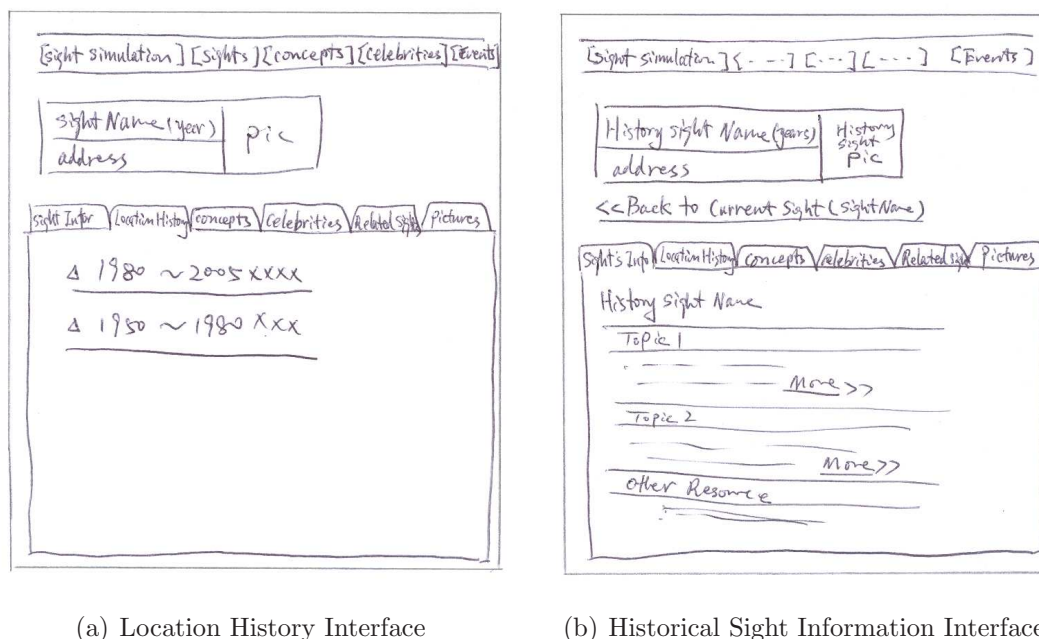 [sight simulation] [sights] [concepts] [Celebrities] [Events]
sight Name (year)
pic
address
sight Infor
Location History
concepts
Celebrities
Related Sights
Pictures
Δ 1980 ~ 2005 xxxx
Δ 1950 ~ 1980 xxx
(a) Location History Interface
[Sight simulation] [- - -] [...] [- - - -] [Events]
History sight Name (years)
History
sight
Pic
address
<<Back to Current Sight (SightName)
Sight's Info
Location History
concepts
celebrities
Related Sight
Pictures
History Sight Name
Topic 1
More >>
Topic 2
More >>
Other Resource
(b) Historical Sight Information Interface